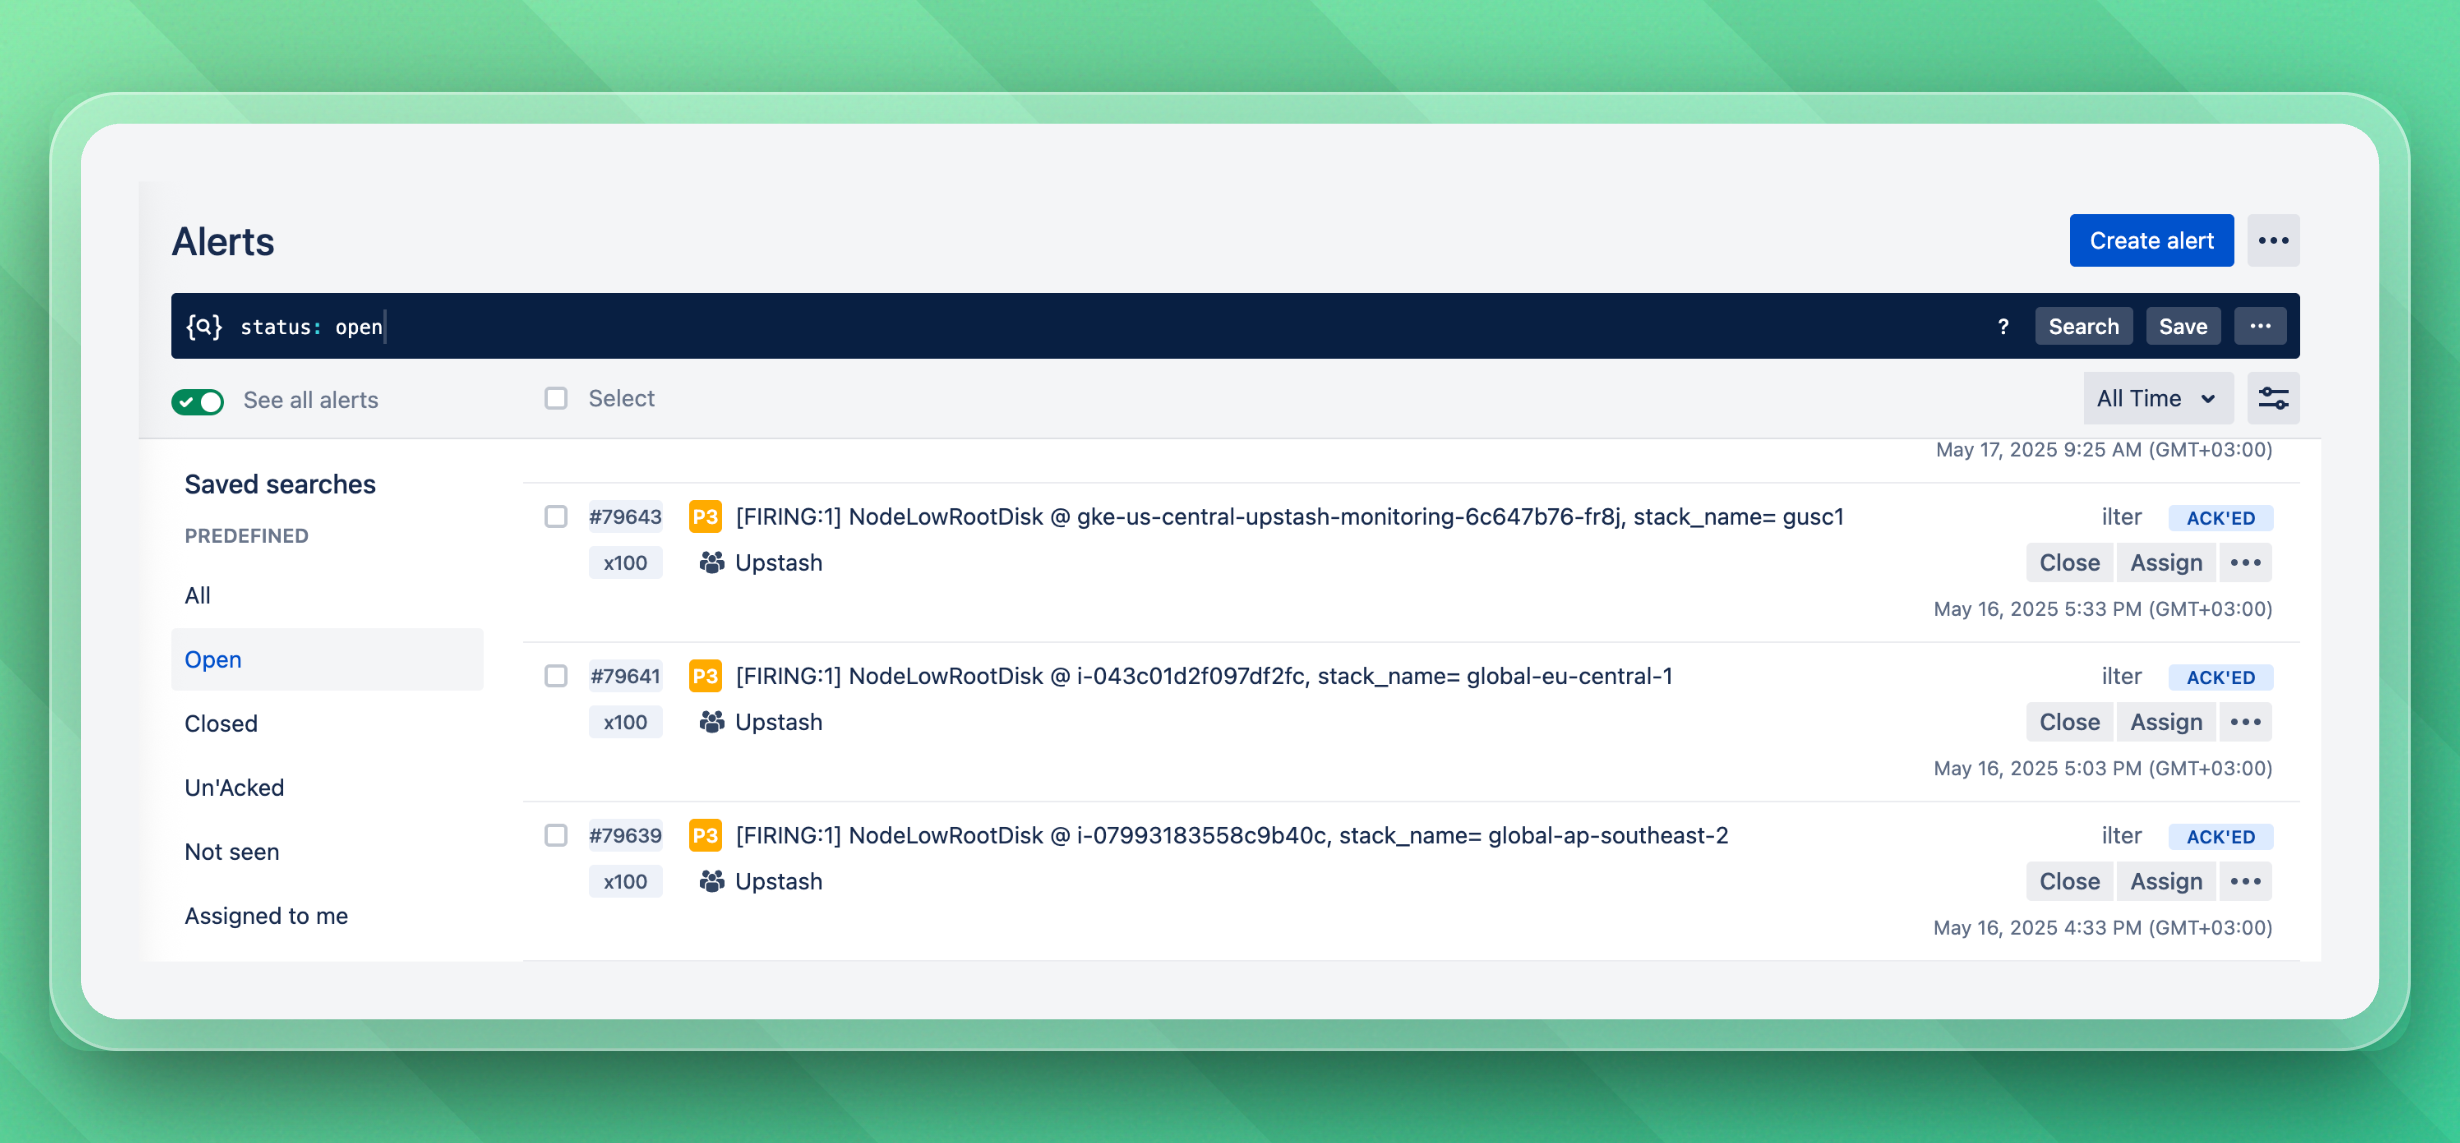 Alerts
Create alert
status: open
? Search Save
See all alerts
Select
All Time
Saved searches
PREDEFINED
All
Open
Closed
Un'Acked
Not seen
Assigned to me
May 17, 2025 9:25 AM (GMT+03:00)
#79643 P3 [FIRING:1] NodeLowRootDisk @ gke-us-central-upstash-monitoring-6c647b76-fr8j, stack_name= gusc1 ilter ACK'ED
x100 Upstash Close Assign
May 16, 2025 5:33 PM (GMT+03:00)
#79641 P3 [FIRING:1] NodeLowRootDisk @ i-043c01d2f097df2fc, stack_name= global-eu-central-1 ilter ACK'ED
x100 Upstash Close Assign
May 16, 2025 5:03 PM (GMT+03:00)
#79639 P3 [FIRING:1] NodeLowRootDisk @ i-07993183558c9b40c, stack_name= global-ap-southeast-2 ilter ACK'ED
x100 Upstash Close Assign
May 16, 2025 4:33 PM (GMT+03:00)